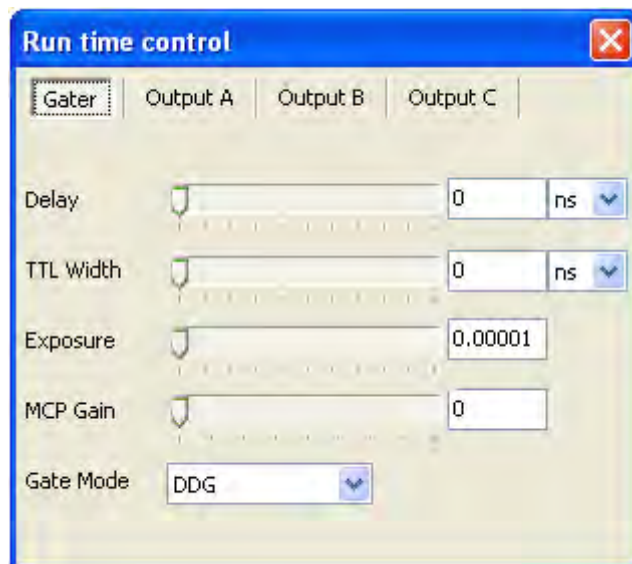 Run time control
Gater Output A Output B Output C
Delay 0 ns
TTL Width 0 ns
Exposure 0.00001
MCP Gain 0
Gate Mode DDG